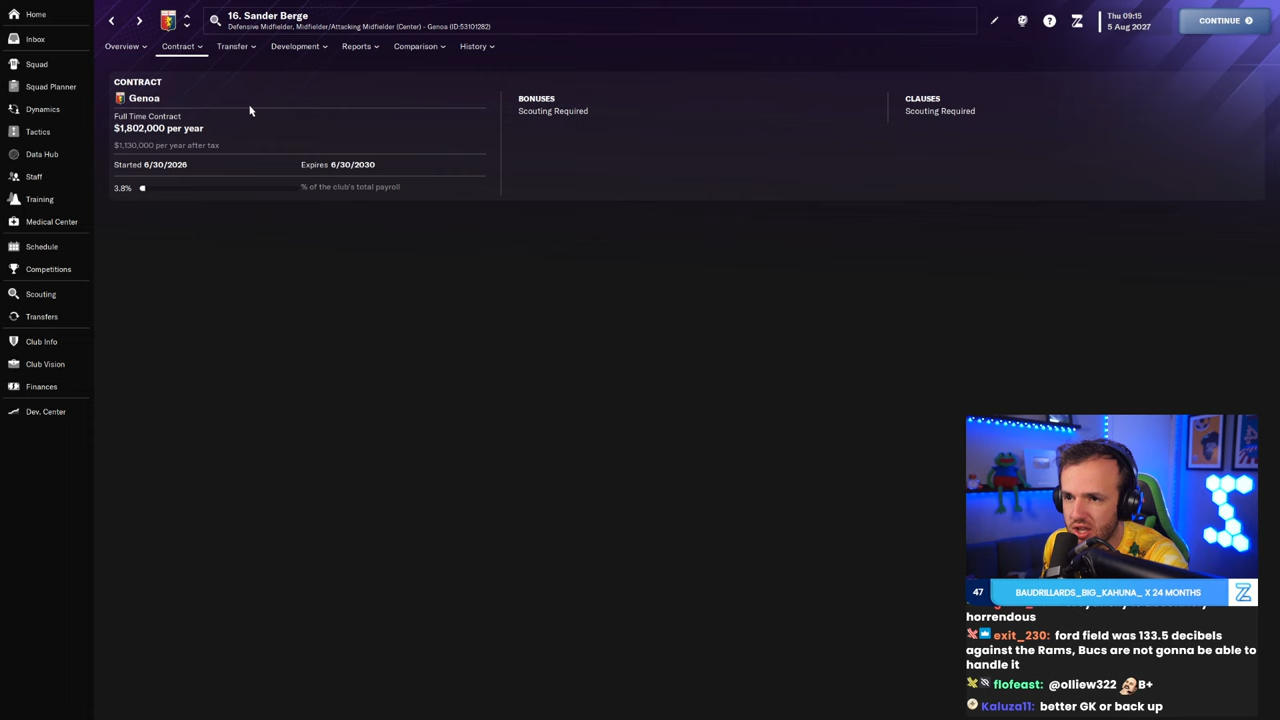 Home
Inbox
Squad
Squad Planner
Dynamics
Tactics
Data Hub
Staff
Training
Medical Center
Schedule
Competitions
Scouting
Transfers
Club Info
Club Vision
Finances
Dev. Center
16. Sander Berge
Defensive Midfielder, Midfielder/Attacking Midfielder (Center) - Genoa (ID:53101282)
Thu 09:15
5 Aug 2027
CONTINUE
Overview
Contract
Transfer
Development
Reports
Comparison
History
CONTRACT
Genoa
Full Time Contract
$1,802,000 per year
$1,130,000 per year after tax
Started 6/30/2026 Expires 6/30/2030
3.8% % of the club's total payroll
BONUSES
Scouting Required
CLAUSES
Scouting Required
47 BAUDRILLARDS_BIG_KAHUNA_ X 24 MONTHS
horrendous
exit_230: ford field was 133.5 decibels
against the Rams, Bucs are not gonna be able to
handle it
flofeast: @olliew322 B+
Kaluza11: better GK or back up